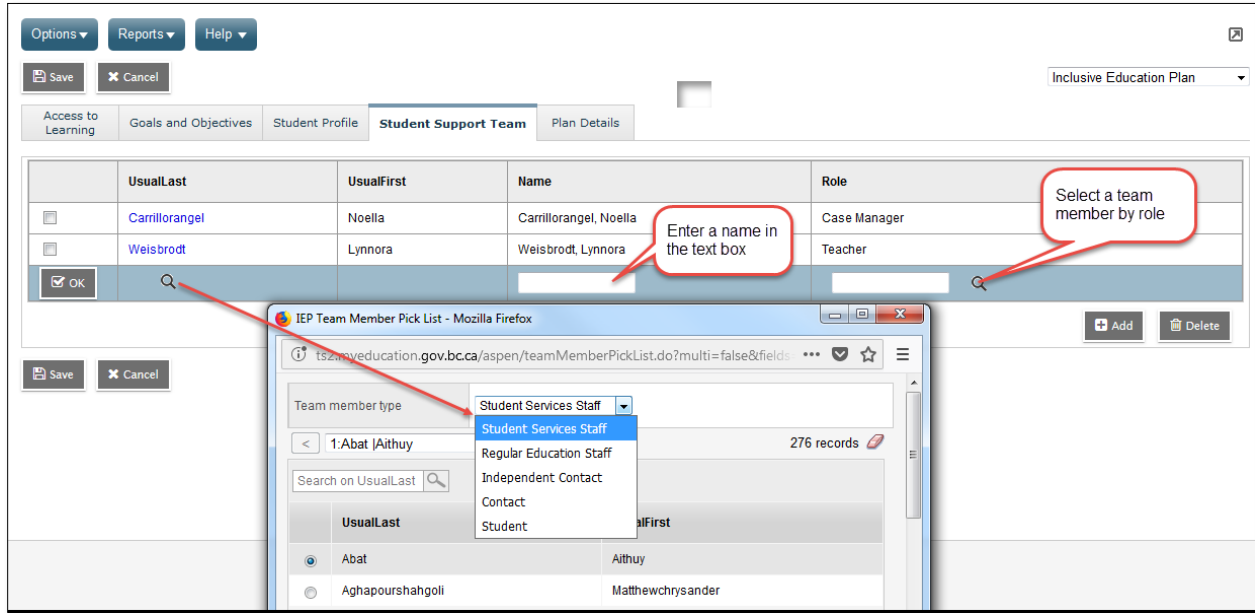 Options Reports Help
Save Cancel
Inclusive Education Plan
Access to
Learning
Goals and Objectives
Student Profile
Student Support Team
Plan Details
UsualLast UsualFirst Name Role
Carrillorangel Noella Carrillorangel, Noella Case Manager
Weisbrodt Lynnora Weisbrodt, Lynnora Teacher
Enter a name in
the text box
Select a team
member by role
OK
Add Delete
Save Cancel
IEP Team Member Pick List - Mozilla Firefox
ts2.myeducation.gov.bc.ca/aspen/teamMemberPickList.do?multi=false&fields
Team member type Student Services Staff
Student Services Staff
Regular Education Staff
Independent Contact
Contact
Student
< 1:Abat |Aithuy 276 records
Search on UsualLast
UsualLast
Abat Aithuy
Aghapourshahgoli Matthewchrysander